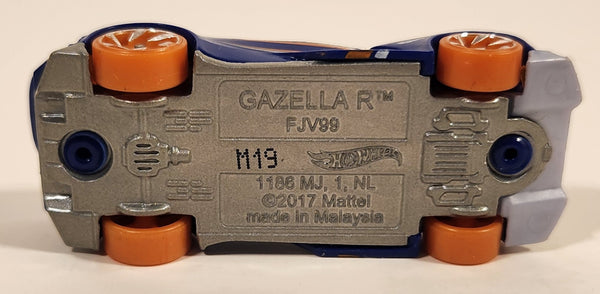 GAZELLA R™
FJV99
M19 HOT WHEELS
1186 MJ, 1, NL
©2017 Mattel
made in Malaysia